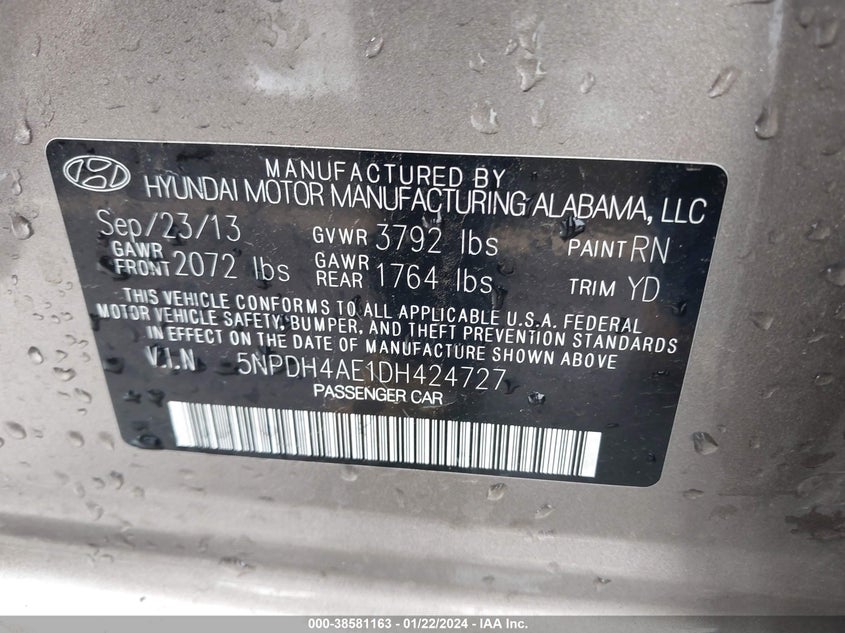 MANUFACTURED BY
HYUNDAI MOTOR MANUFACTURING ALABAMA, LLC
Sep/23/13 GVWR 3792 lbs PAINT RN
GAWR FRONT 2072 lbs GAWR REAR 1764 lbs TRIM YD
THIS VEHICLE CONFORMS TO ALL APPLICABLE U.S.A. FEDERAL
MOTOR VEHICLE SAFETY, BUMPER, AND THEFT PREVENTION STANDARDS
IN EFFECT ON THE DATE OF MANUFACTURE SHOWN ABOVE
V.I.N 5NPDH4AE1DH424727
PASSENGER CAR
000-38581163 - 01/22/2024 - IAA Inc.